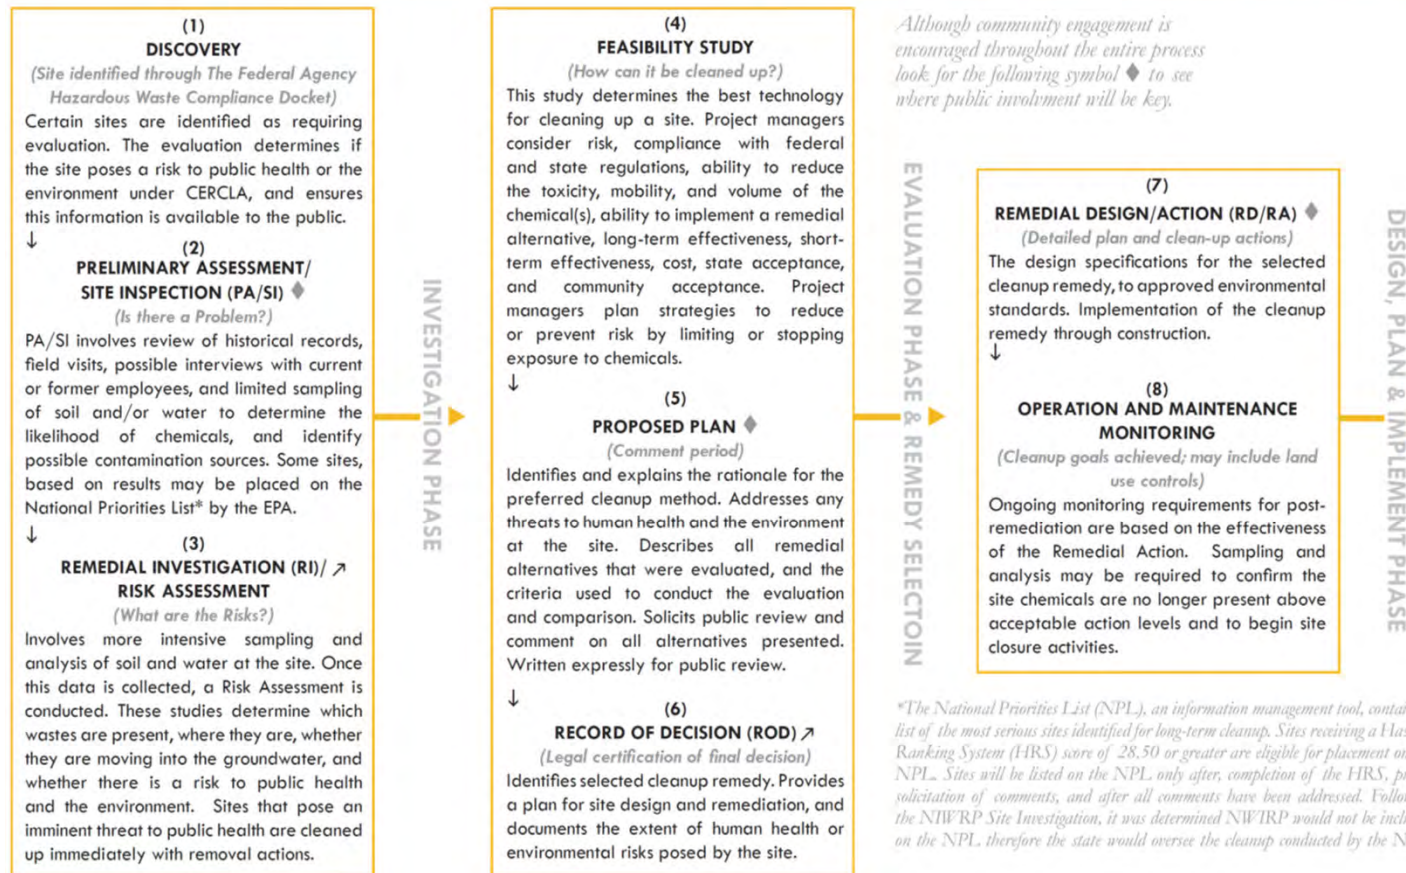 (1)
DISCOVERY
(Site identified through The Federal Agency
Hazardous Waste Compliance Docket)
Certain sites are identified as requiring
evaluation. The evaluation determines if
the site poses a risk to public health or the
environment under CERCLA, and ensures
this information is available to the public.
↓
(2)
PRELIMINARY ASSESSMENT/
SITE INSPECTION (PA/SI) ♦
(Is there a Problem?)
PA/SI involves review of historical records,
field visits, possible interviews with current
or former employees, and limited sampling
of soil and/or water to determine the
likelihood of chemicals, and identify
possible contamination sources. Some sites,
based on results may be placed on the
National Priorities List* by the EPA.
↓
(3)
REMEDIAL INVESTIGATION (RI)/ ↗
RISK ASSESSMENT
(What are the Risks?)
Involves more intensive sampling and
analysis of soil and water at the site. Once
this data is collected, a Risk Assessment is
conducted. These studies determine which
wastes are present, where they are, whether
they are moving into the groundwater, and
whether there is a risk to public health
and the environment. Sites that pose an
imminent threat to public health are cleaned
up immediately with removal actions.
INVESTIGATION PHASE
(4)
FEASIBILITY STUDY
(How can it be cleaned up?)
This study determines the best technology
for cleaning up a site. Project managers
consider risk, compliance with federal
and state regulations, ability to reduce
the toxicity, mobility, and volume of the
chemical(s), ability to implement a remedial
alternative, long-term effectiveness, short-
term effectiveness, cost, state acceptance,
and community acceptance. Project
managers plan strategies to reduce
or prevent risk by limiting or stopping
exposure to chemicals.
↓
(5)
PROPOSED PLAN ♦
(Comment period)
Identifies and explains the rationale for the
preferred cleanup method. Addresses any
threats to human health and the environment
at the site. Describes all remedial
alternatives that were evaluated, and the
criteria used to conduct the evaluation
and comparison. Solicits public review and
comment on all alternatives presented.
Written expressly for public review.
↓
(6)
RECORD OF DECISION (ROD) ↗
(Legal certification of final decision)
Identifies selected cleanup remedy. Provides
a plan for site design and remediation, and
documents the extent of human health or
environmental risks posed by the site.
EVALUATION PHASE & REMEDY SELECTOIN
Although community engagement is
encouraged throughout the entire process
look for the following symbol ♦ to see
where public involvment will be key.
(7)
REMEDIAL DESIGN/ACTION (RD/RA) ♦
(Detailed plan and clean-up actions)
The design specifications for the selected
cleanup remedy, to approved environmental
standards. Implementation of the cleanup
remedy through construction.
↓
(8)
OPERATION AND MAINTENANCE
MONITORING
(Cleanup goals achieved; may include land
use controls)
Ongoing monitoring requirements for post-
remediation are based on the effectiveness
of the Remedial Action. Sampling and
analysis may be required to confirm the
site chemicals are no longer present above
acceptable action levels and to begin site
closure activities.
DESIGN, PLAN & IMPLEMENT PHASE
*The National Priorities List (NPL), an information management tool,
list of the most serious sites identified for long-term cleanup. Sites receiving a
Ranking System (HRS) score of 28.50 or greater are eligible for placement on
NPL. Sites will be listed on the NPL only after, completion of the HRS,
solicitation of comments, and after all comments have been addressed.
the NIWRP Site Investigation, it was determined NWIRP would not be
on the NPL therefore the state would oversee the cleanup conducted by the